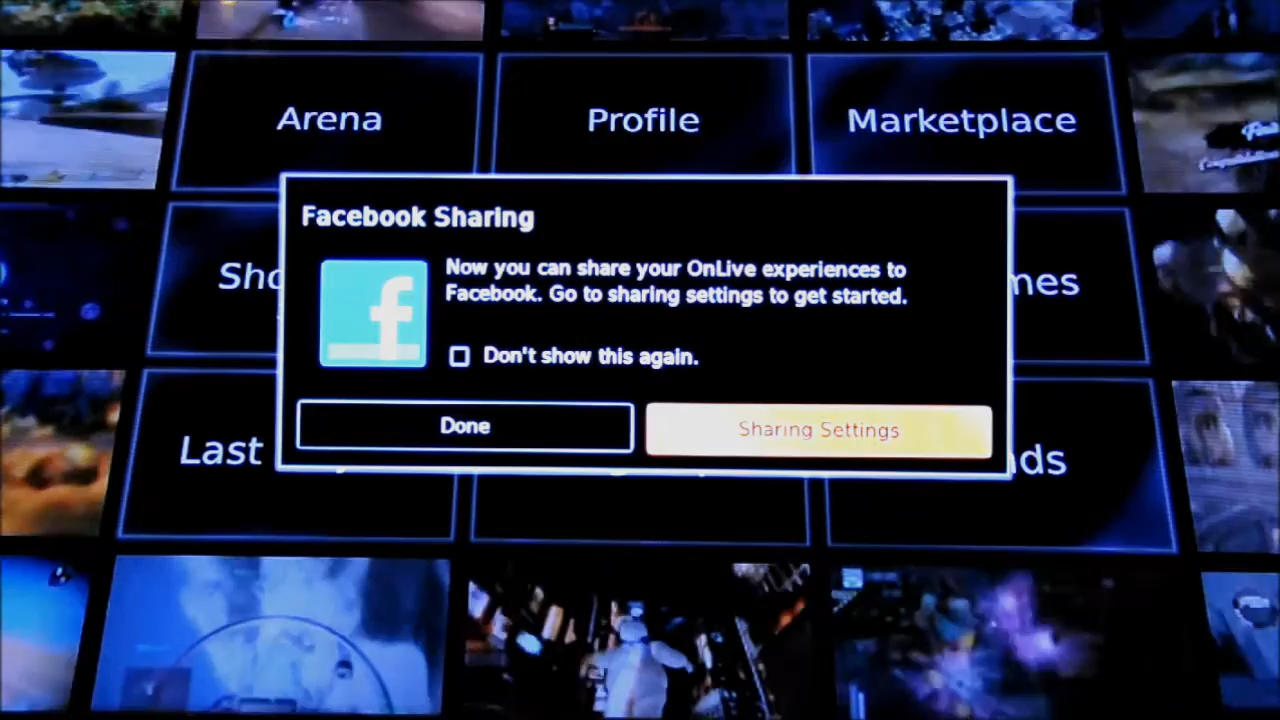 Arena
Profile
Marketplace
Facebook Sharing
Now you can share your OnLive experiences to
Facebook. Go to sharing settings to get started.
Don't show this again.
Done
Sharing Settings
Last